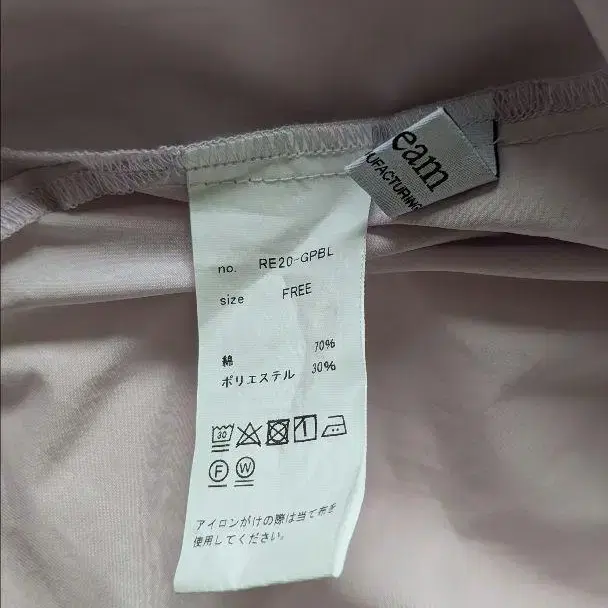 eam
UFACTURING
no. RE20-GPBL
size FREE
綿 70%
ポリエステル 30%
30
F W
アイロンがけの際は当て布を
使用してください。